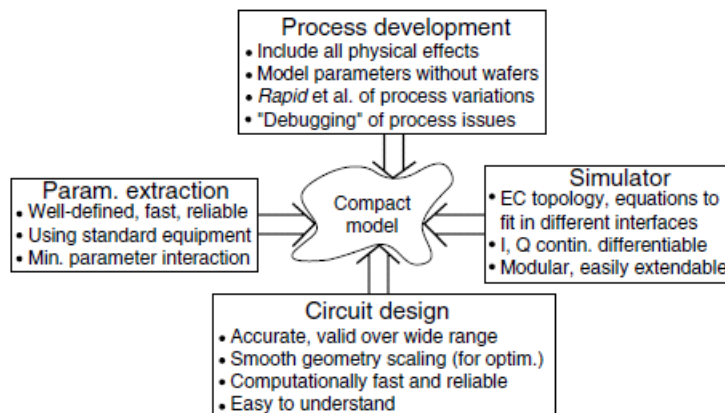 Process development
• Include all physical effects
• Model parameters without wafers
• Rapid et al. of process variations
• "Debugging" of process issues
Param. extraction
• Well-defined, fast, reliable
• Using standard equipment
• Min. parameter interaction
Compact
model
Simulator
• EC topology, equations to
fit in different interfaces
• I, Q contin. differentiable
• Modular, easily extendable
Circuit design
• Accurate, valid over wide range
• Smooth geometry scaling (for optim.)
• Computationally fast and reliable
• Easy to understand